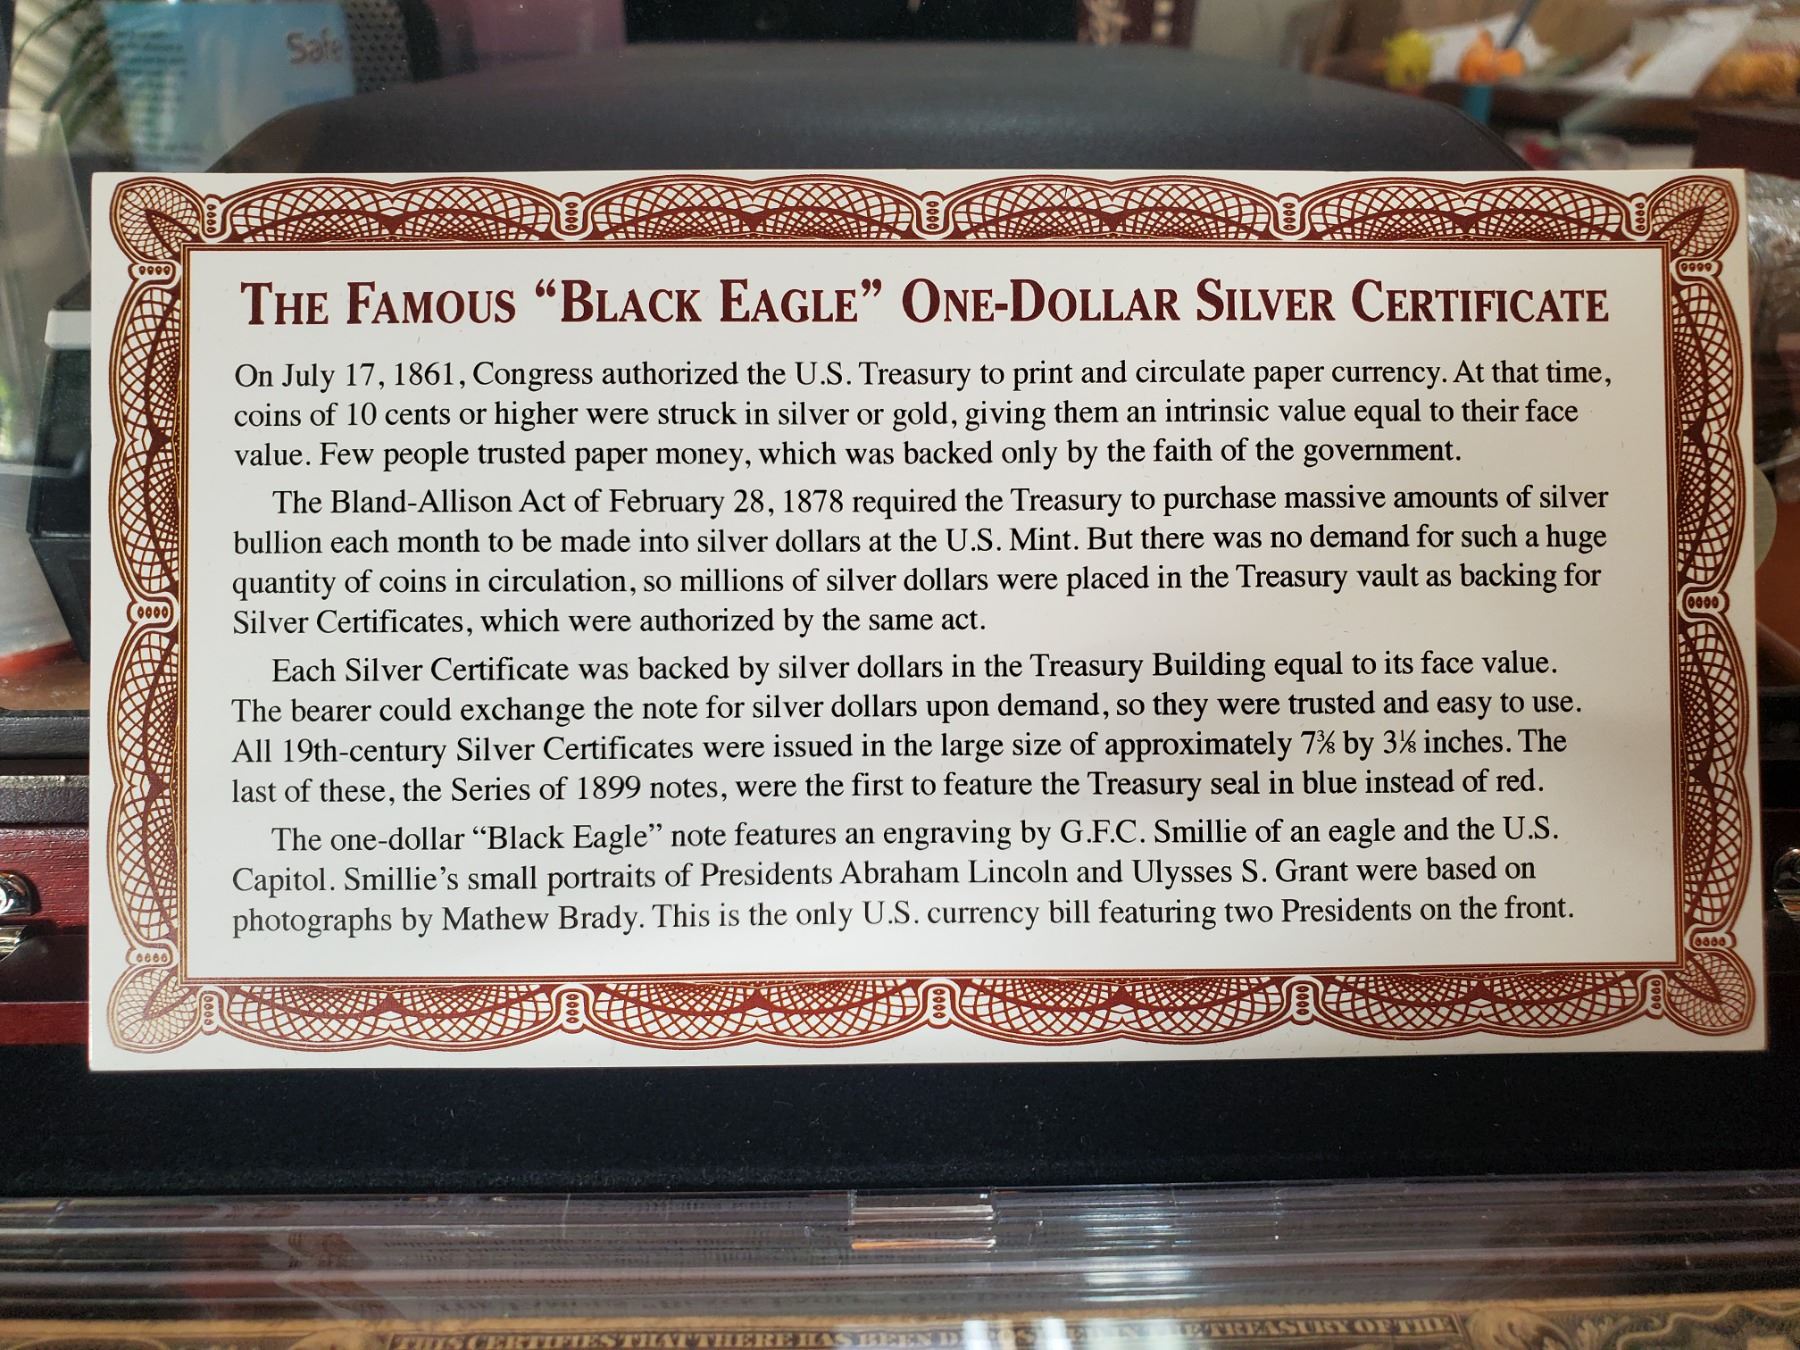 Safe
THE FAMOUS “BLACK EAGLE” ONE-DOLLAR SILVER CERTIFICATE
On July 17, 1861, Congress authorized the U.S. Treasury to print and circulate paper currency. At that time,
coins of 10 cents or higher were struck in silver or gold, giving them an intrinsic value equal to their face
value. Few people trusted paper money, which was backed only by the faith of the government.
The Bland-Allison Act of February 28, 1878 required the Treasury to purchase massive amounts of silver
bullion each month to be made into silver dollars at the U.S. Mint. But there was no demand for such a huge
quantity of coins in circulation, so millions of silver dollars were placed in the Treasury vault as backing for
Silver Certificates, which were authorized by the same act.
Each Silver Certificate was backed by silver dollars in the Treasury Building equal to its face value.
The bearer could exchange the note for silver dollars upon demand, so they were trusted and easy to use.
All 19th-century Silver Certificates were issued in the large size of approximately 7⅜ by 3⅛ inches. The
last of these, the Series of 1899 notes, were the first to feature the Treasury seal in blue instead of red.
The one-dollar “Black Eagle” note features an engraving by G.F.C. Smillie of an eagle and the U.S.
Capitol. Smillie’s small portraits of Presidents Abraham Lincoln and Ulysses S. Grant were based on
photographs by Mathew Brady. This is the only U.S. currency bill featuring two Presidents on the front.
THIS CERTIFIES THAT THERE HAS BEEN TREASURY OF THE